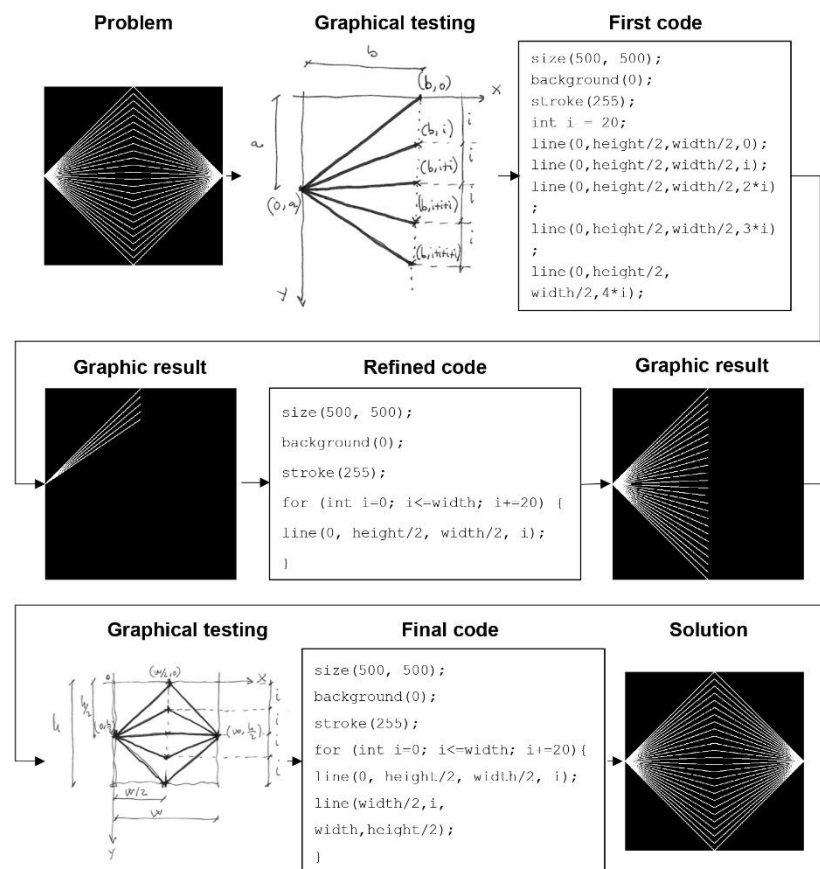 Problem
Graphical testing
First code
b
(b,0)
X
a
(b,i)
i
(b,i+i)
i
(0,a)
(b,i+i+i)
i
(b,i+i+i+i)
i
Y
size(500, 500);
background(0);
stroke(255);
int i = 20;
line(0,height/2,width/2,0);
line(0,height/2,width/2,i);
line(0,height/2,width/2,2*i)
;
line(0,height/2,width/2,3*i)
;
line(0,height/2,
width/2,4*i);
Graphic result
Refined code
Graphic result
size(500, 500);
background(0);
stroke(255);
for (int i=0; i<=width; i+=20) {
line(0, height/2, width/2, i);
}
Graphical testing
Final code
Solution
0
(w/2,0)
X
h
h/2
i
i
(w,h/2)
i
i
w/2
w
Y
size(500, 500);
background(0);
stroke(255);
for (int i=0; i<=width; i+=20){
line(0, height/2, width/2, i);
line(width/2,i,
width,height/2);
}